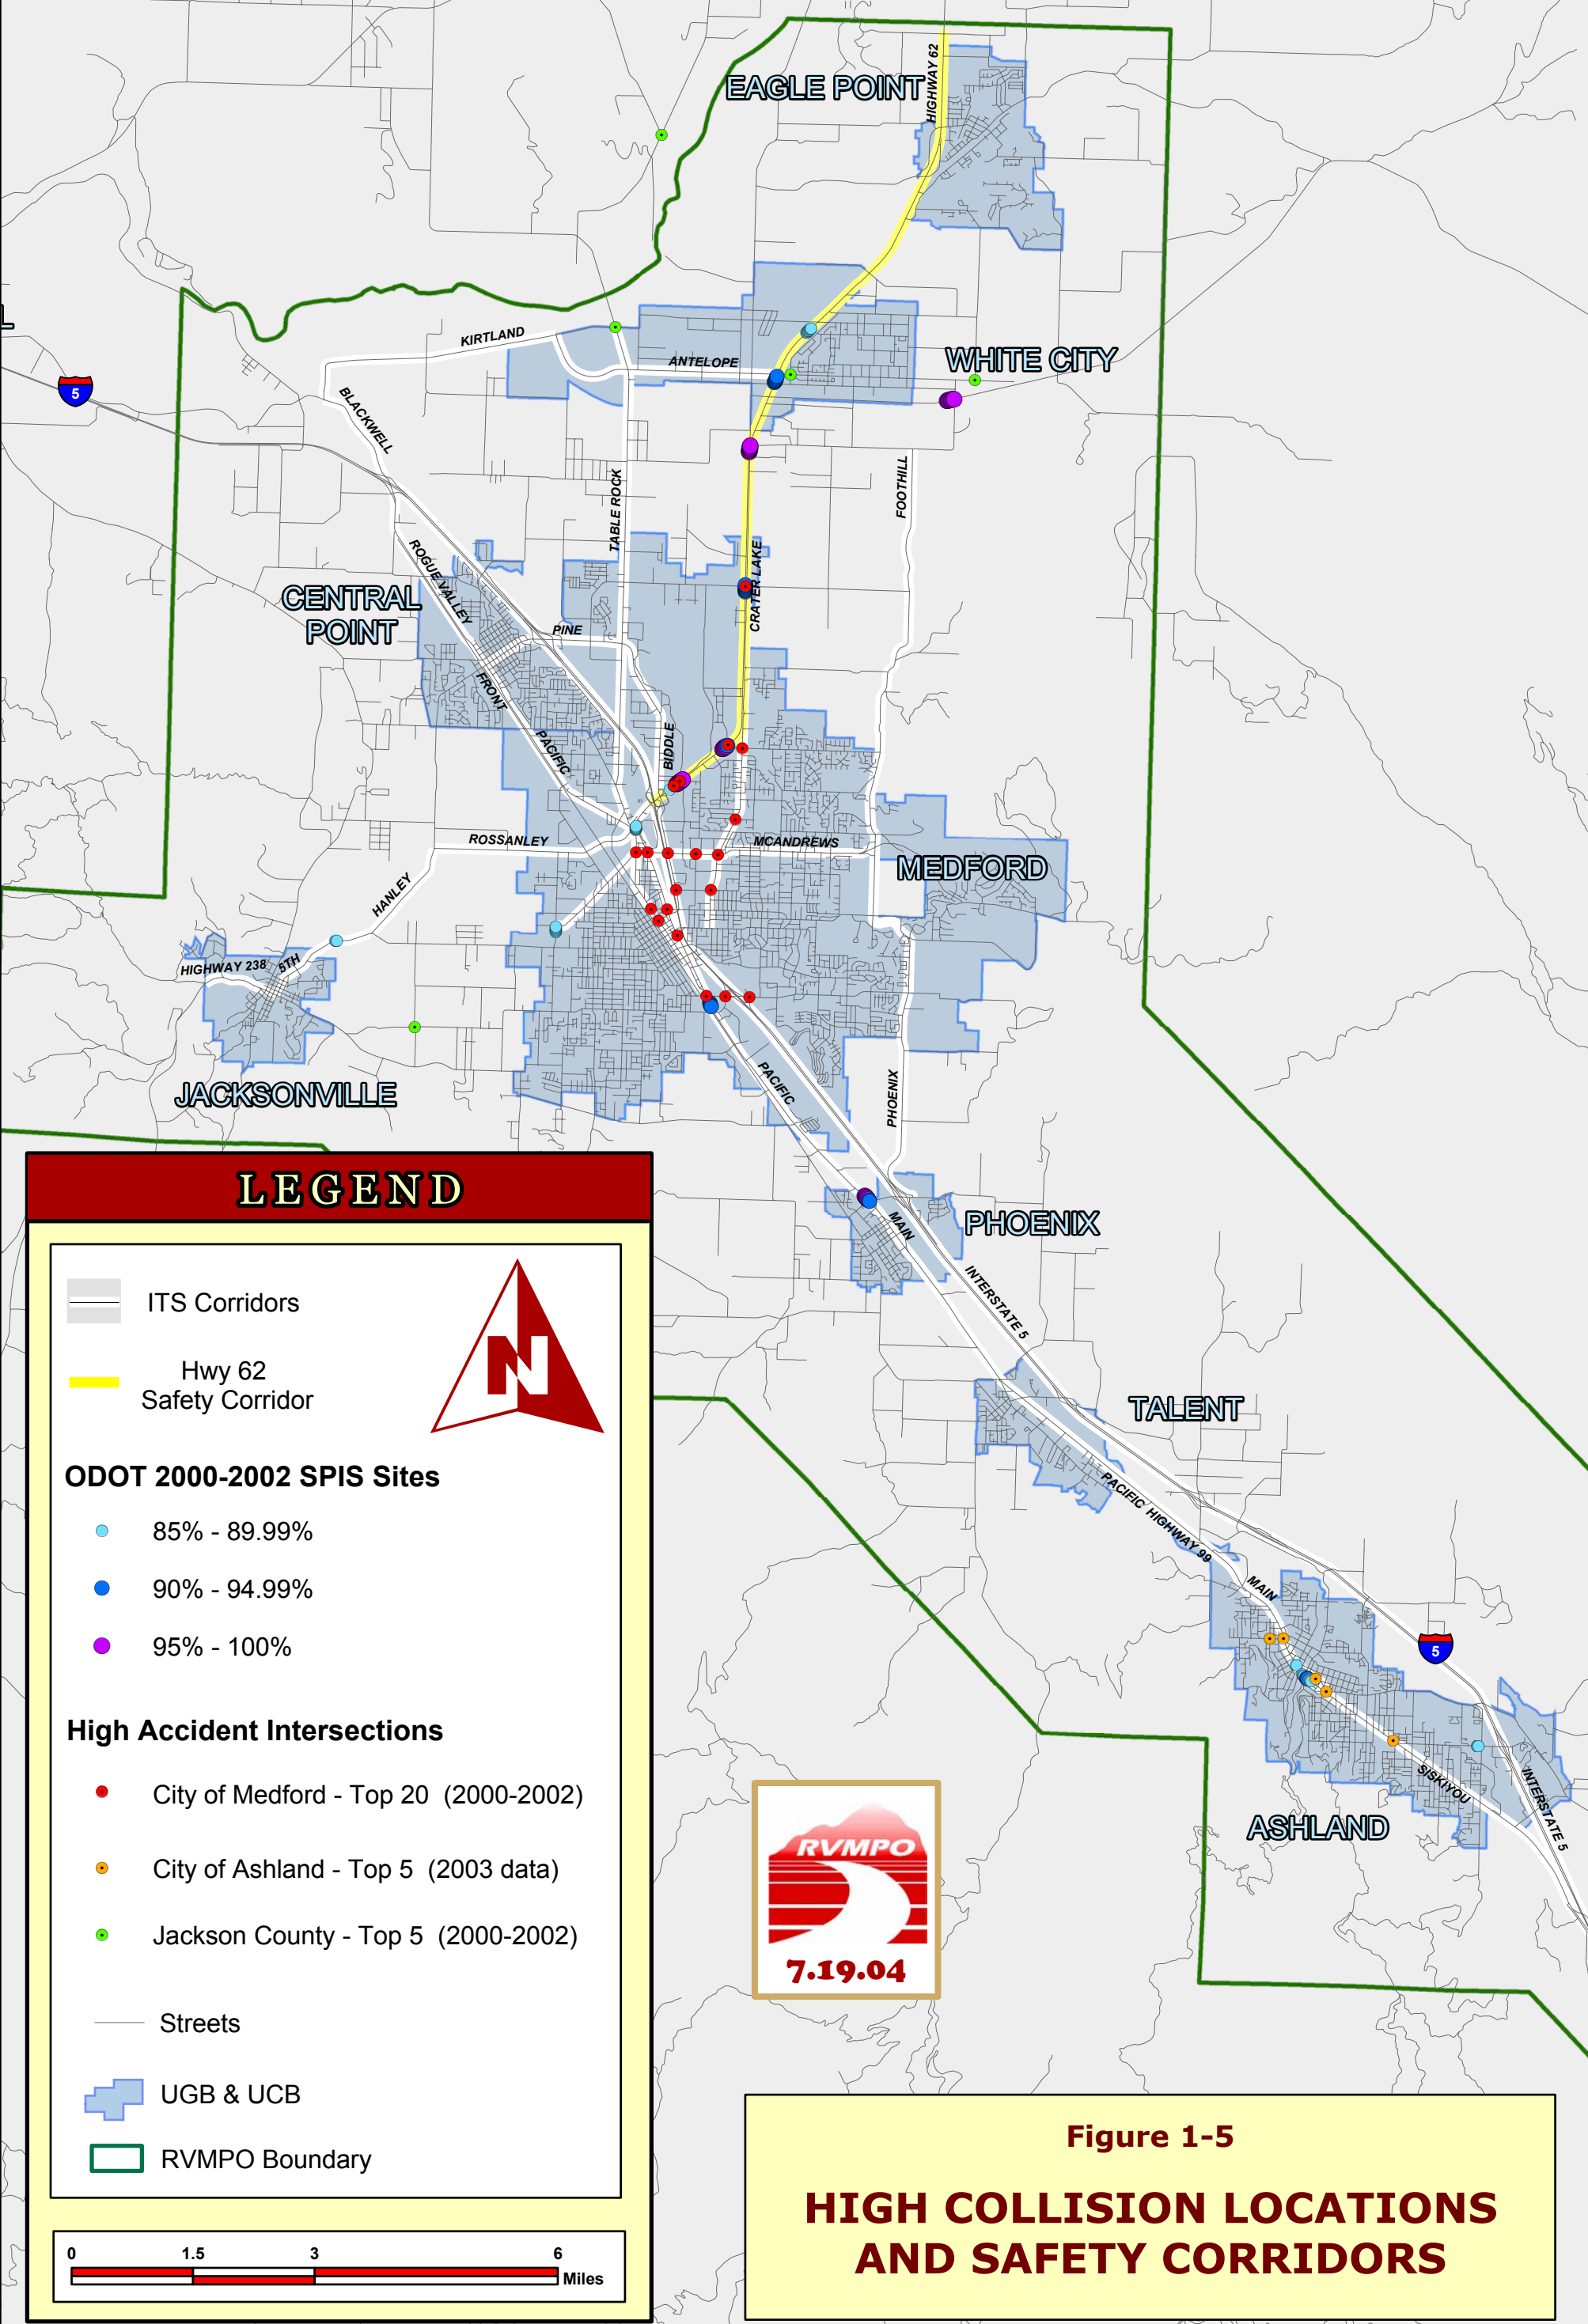 EAGLE POINT
HIGHWAY 62
KIRTLAND
ANTELOPE
WHITE CITY
5
BLACKWELL
TABLE ROCK
FOOTHILL
CRATER LAKE
ROGUE VALLEY
CENTRAL
POINT
PINE
FRONT
PACIFIC
BIDDLE
ROSSANLEY
MCANDREWS
MEDFORD
HANLEY
HIGHWAY 238
5TH
JACKSONVILLE
PACIFIC
PHOENIX
PHOENIX
MAIN
INTERSTATE 5
TALENT
PACIFIC HIGHWAY 99
MAIN
5
SISKIYOU
INTERSTATE 5
ASHLAND
LEGEND
N
ITS Corridors
Hwy 62
Safety Corridor
ODOT 2000-2002 SPIS Sites
85% - 89.99%
90% - 94.99%
95% - 100%
High Accident Intersections
City of Medford - Top 20 (2000-2002)
City of Ashland - Top 5 (2003 data)
Jackson County - Top 5 (2000-2002)
Streets
UGB & UCB
RVMPO Boundary
0 1.5 3 6
Miles
RVMPO
7.19.04
Figure 1-5
HIGH COLLISION LOCATIONS
AND SAFETY CORRIDORS